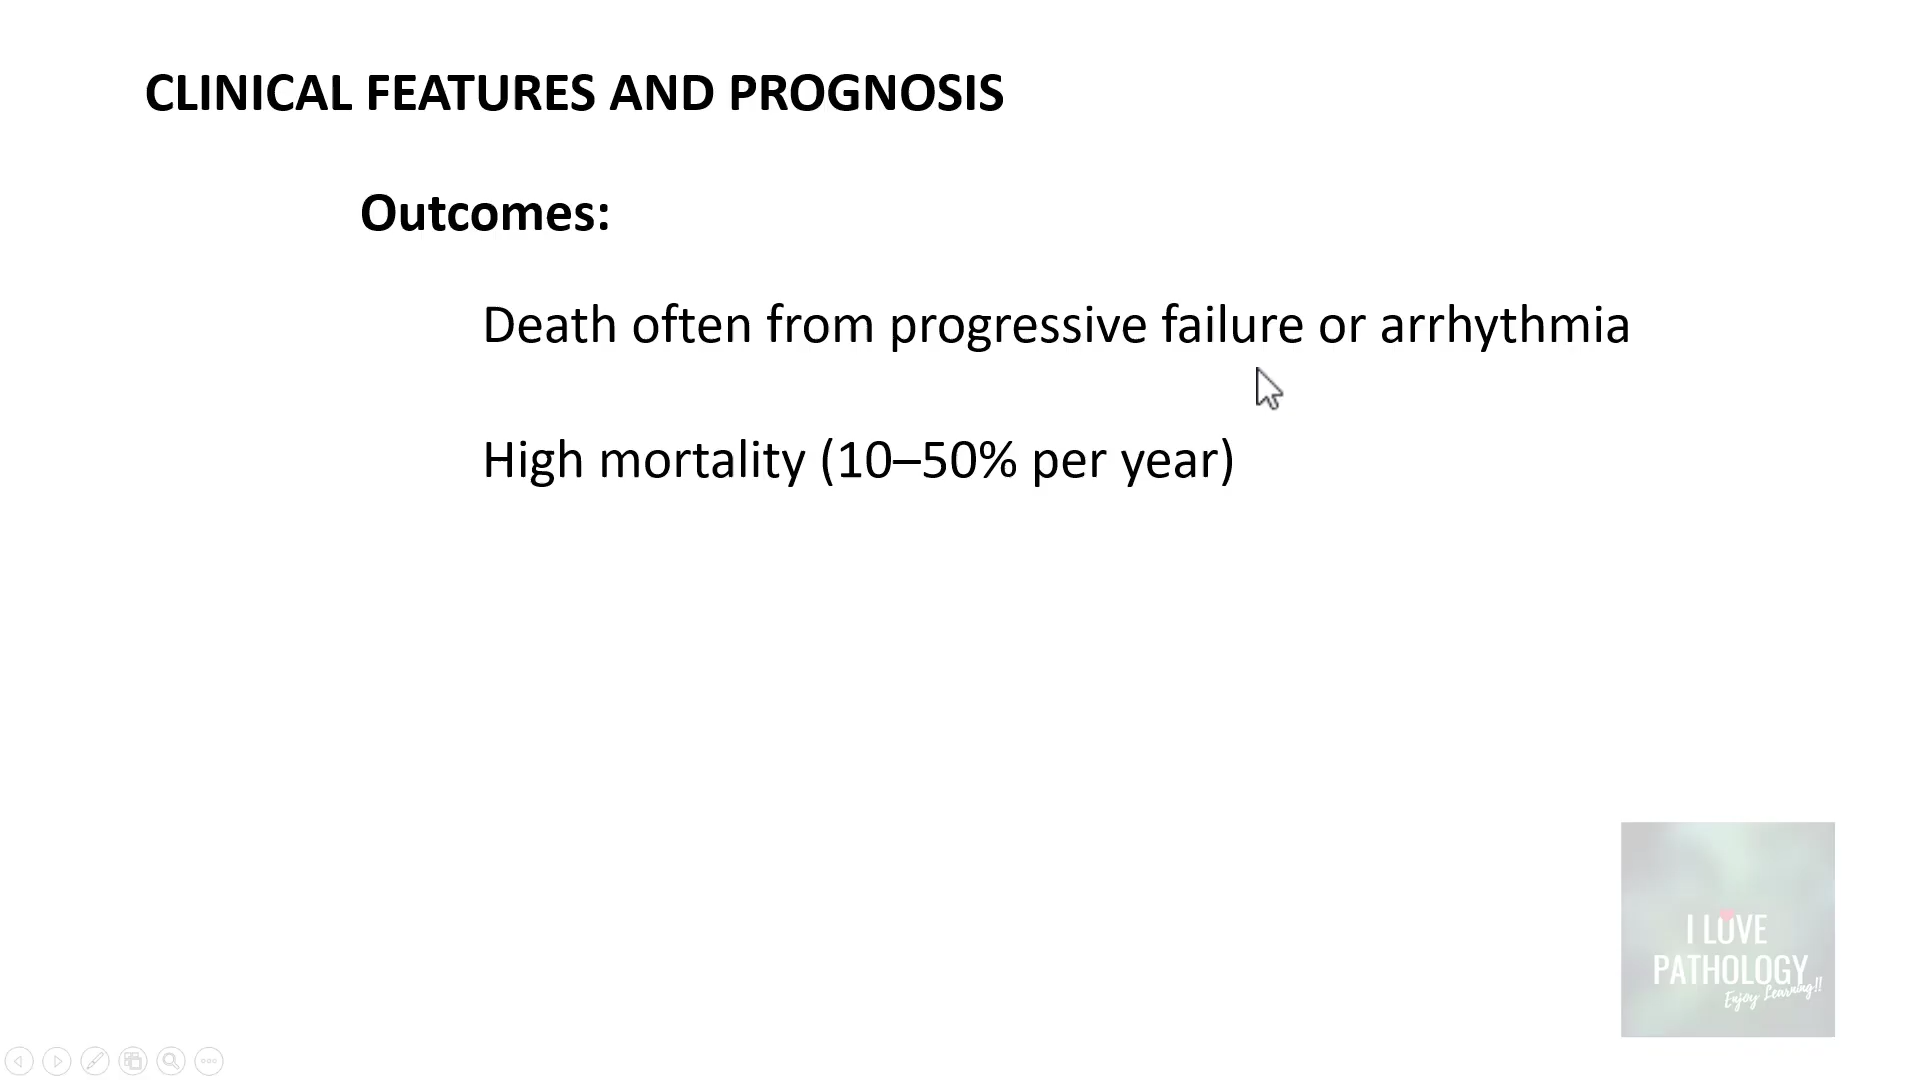 CLINICAL FEATURES AND PROGNOSIS
Outcomes:
Death often from progressive failure or arrhythmia
High mortality (10–50% per year)
I LOVE
PATHOLOGY
Enjoy Learning!!